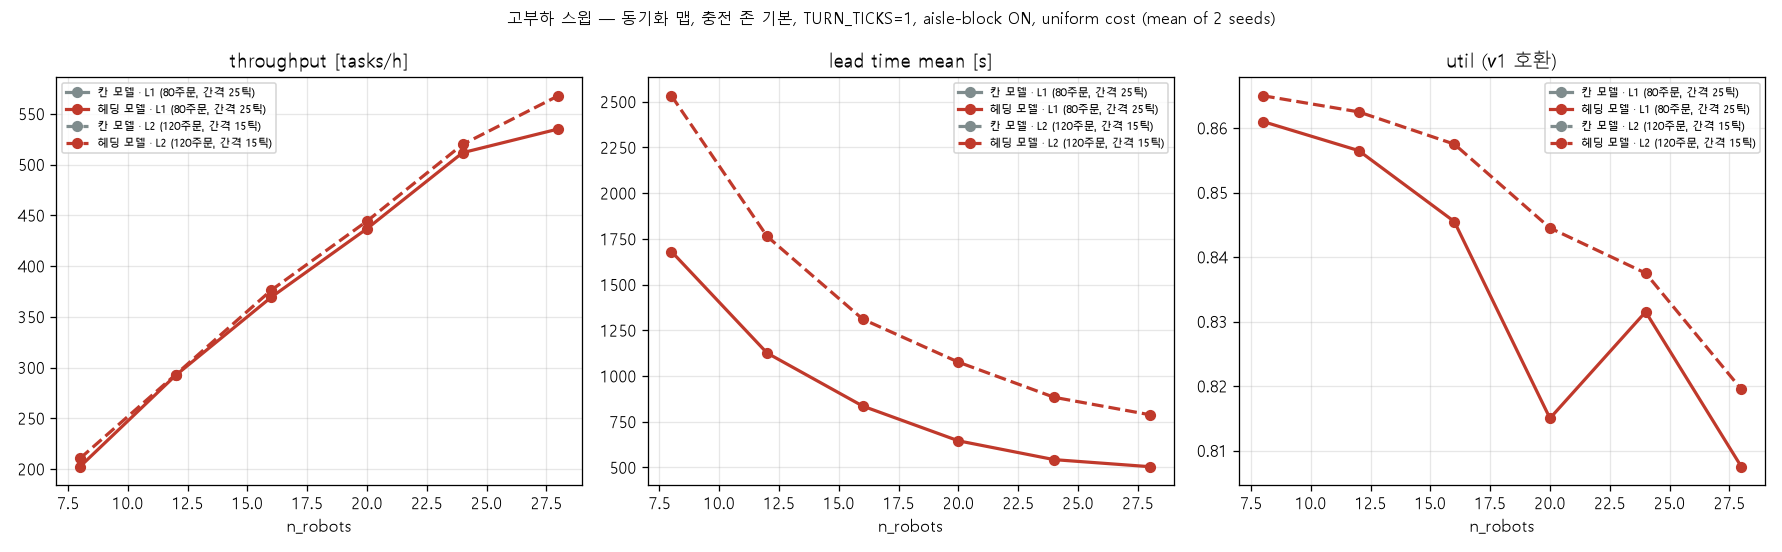 고부하 스윕 — 동기화 맵, 충전 존 기본, TURN_TICKS=1, aisle-block ON, uniform cost (mean of 2 seeds)
throughput [tasks/h]
칸 모델 · L1 (80주문, 간격 25틱)
헤딩 모델 · L1 (80주문, 간격 25틱)
칸 모델 · L2 (120주문, 간격 15틱)
헤딩 모델 · L2 (120주문, 간격 15틱)
550
500
450
400
350
300
250
200
7.5 10.0 12.5 15.0 17.5 20.0 22.5 25.0 27.5
n_robots
lead time mean [s]
칸 모델 · L1 (80주문, 간격 25틱)
헤딩 모델 · L1 (80주문, 간격 25틱)
칸 모델 · L2 (120주문, 간격 15틱)
헤딩 모델 · L2 (120주문, 간격 15틱)
2500
2250
2000
1750
1500
1250
1000
750
500
7.5 10.0 12.5 15.0 17.5 20.0 22.5 25.0 27.5
n_robots
util (v1 호환)
칸 모델 · L1 (80주문, 간격 25틱)
헤딩 모델 · L1 (80주문, 간격 25틱)
칸 모델 · L2 (120주문, 간격 15틱)
헤딩 모델 · L2 (120주문, 간격 15틱)
0.86
0.85
0.84
0.83
0.82
0.81
7.5 10.0 12.5 15.0 17.5 20.0 22.5 25.0 27.5
n_robots